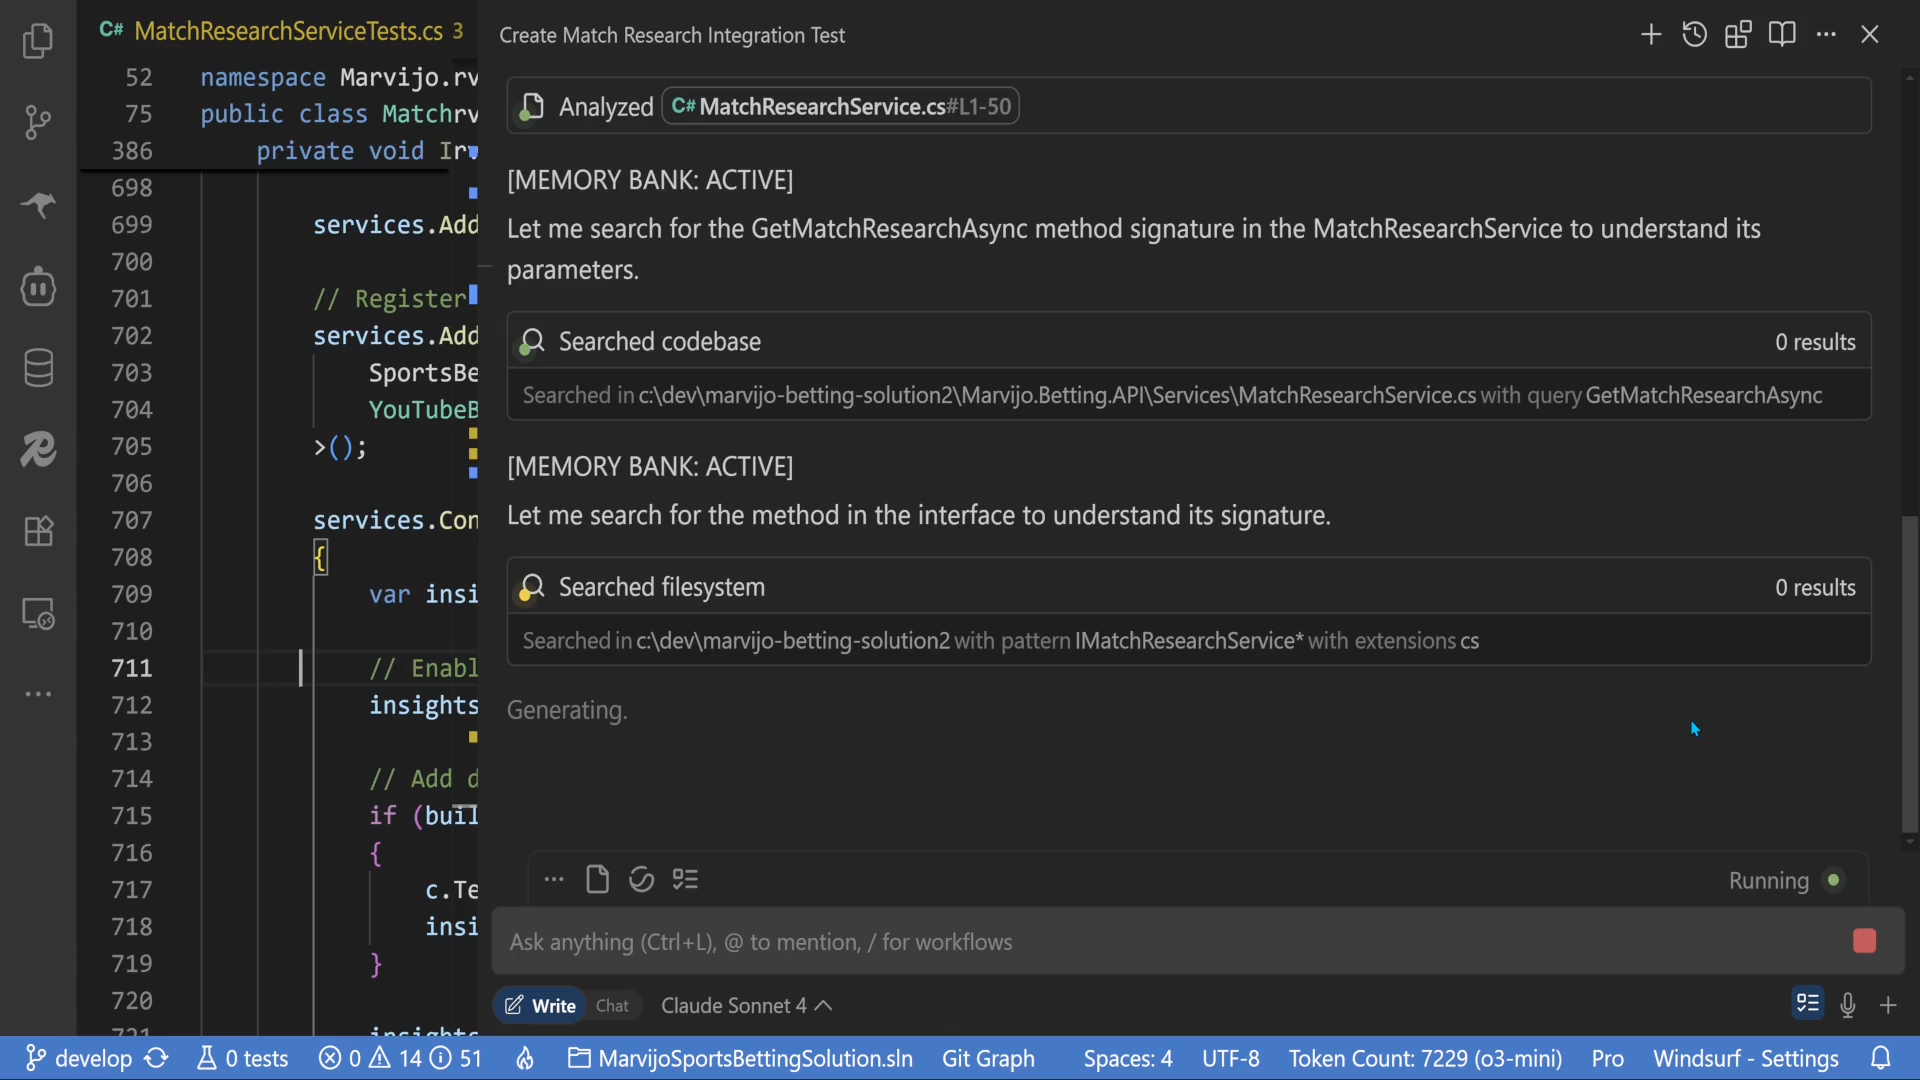 C# MatchResearchServiceTests.cs 3
Create Match Research Integration Test
52 namespace Marvijo.
75 public class Match
386 private void
698
699 services.Add
700
701 // Register
702 services.Add
703 SportsBe
704 YouTubeB
705 >();
706
707 services.Con
708 {
709 var insi
710
711 // Enabl
712 insights
713
714 // Add d
715 if (buil
716 {
717 c.Te
718 insi
719 }
720
721 insights
Analyzed C# MatchResearchService.cs#L1-50
[MEMORY BANK: ACTIVE]
Let me search for the GetMatchResearchAsync method signature in the MatchResearchService to understand its
parameters.
Searched codebase 0 results
Searched in c:\dev\marvijo-betting-solution2\Marvijo.Betting.API\Services\MatchResearchService.cs with query GetMatchResearchAsync
[MEMORY BANK: ACTIVE]
Let me search for the method in the interface to understand its signature.
Searched filesystem 0 results
Searched in c:\dev\marvijo-betting-solution2 with pattern IMatchResearchService* with extensions cs
Generating.
Running
Ask anything (Ctrl+L), @ to mention, / for workflows
Write Chat Claude Sonnet 4
develop 0 tests 0 14 51 MarvijoSportsBettingSolution.sln Git Graph Spaces: 4 UTF-8 Token Count: 7229 (o3-mini) Pro Windsurf - Settings